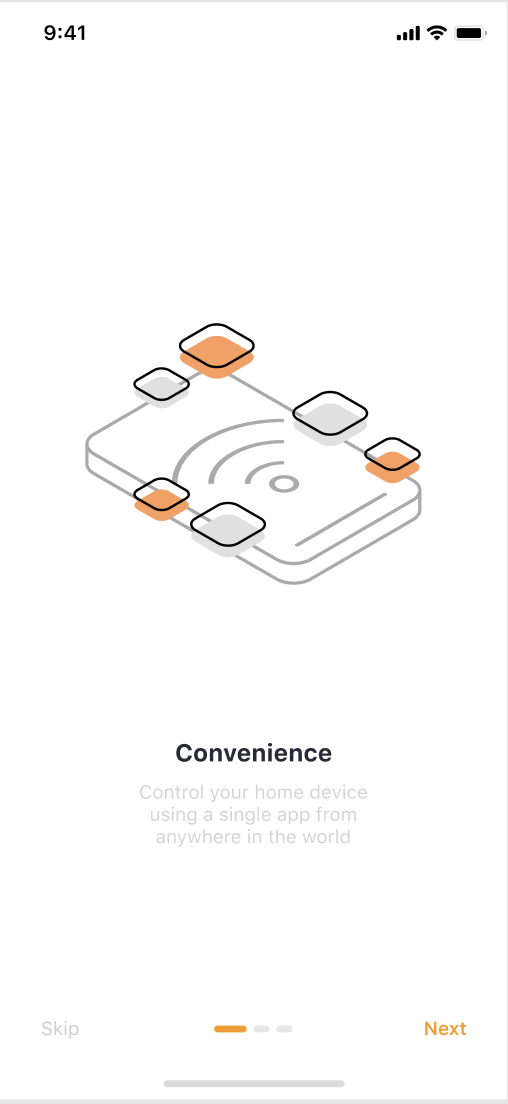 9:41
Convenience
Control your home device
using a single app from
anywhere in the world
Skip
Next